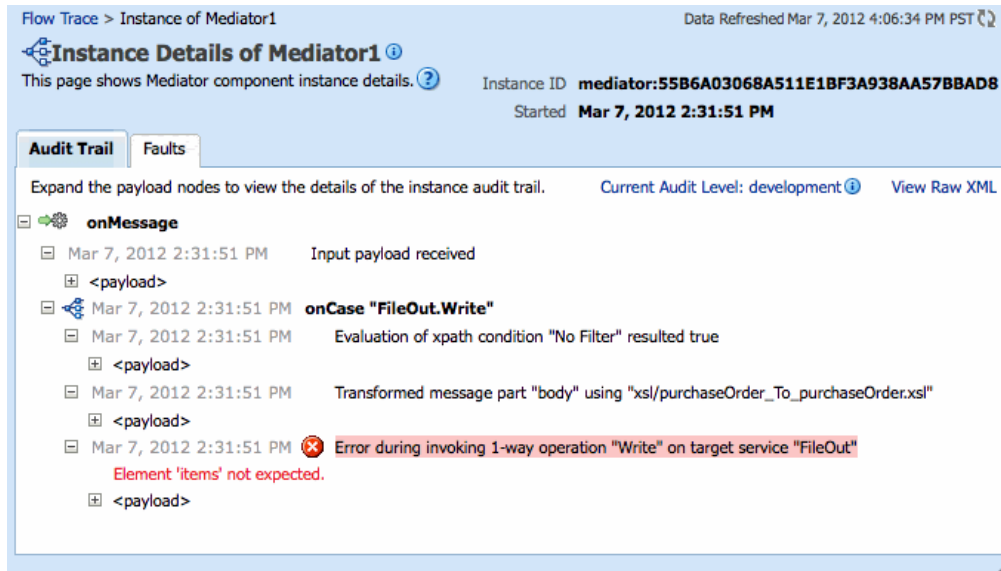 Flow Trace > Instance of Mediator1
Data Refreshed Mar 7, 2012 4:06:34 PM PST
Instance Details of Mediator1
This page shows Mediator component instance details.
Instance ID mediator:55B6A03068A511E1BF3A938AA57BBAD8
Started Mar 7, 2012 2:31:51 PM
Audit Trail Faults
Expand the payload nodes to view the details of the instance audit trail. Current Audit Level: development View Raw XML
onMessage
Mar 7, 2012 2:31:51 PM Input payload received
<payload>
Mar 7, 2012 2:31:51 PM onCase "FileOut.Write"
Mar 7, 2012 2:31:51 PM Evaluation of xpath condition "No Filter" resulted true
<payload>
Mar 7, 2012 2:31:51 PM Transformed message part "body" using "xsl/purchaseOrder_To_purchaseOrder.xsl"
<payload>
Mar 7, 2012 2:31:51 PM Error during invoking 1-way operation "Write" on target service "FileOut"
Element 'items' not expected.
<payload>